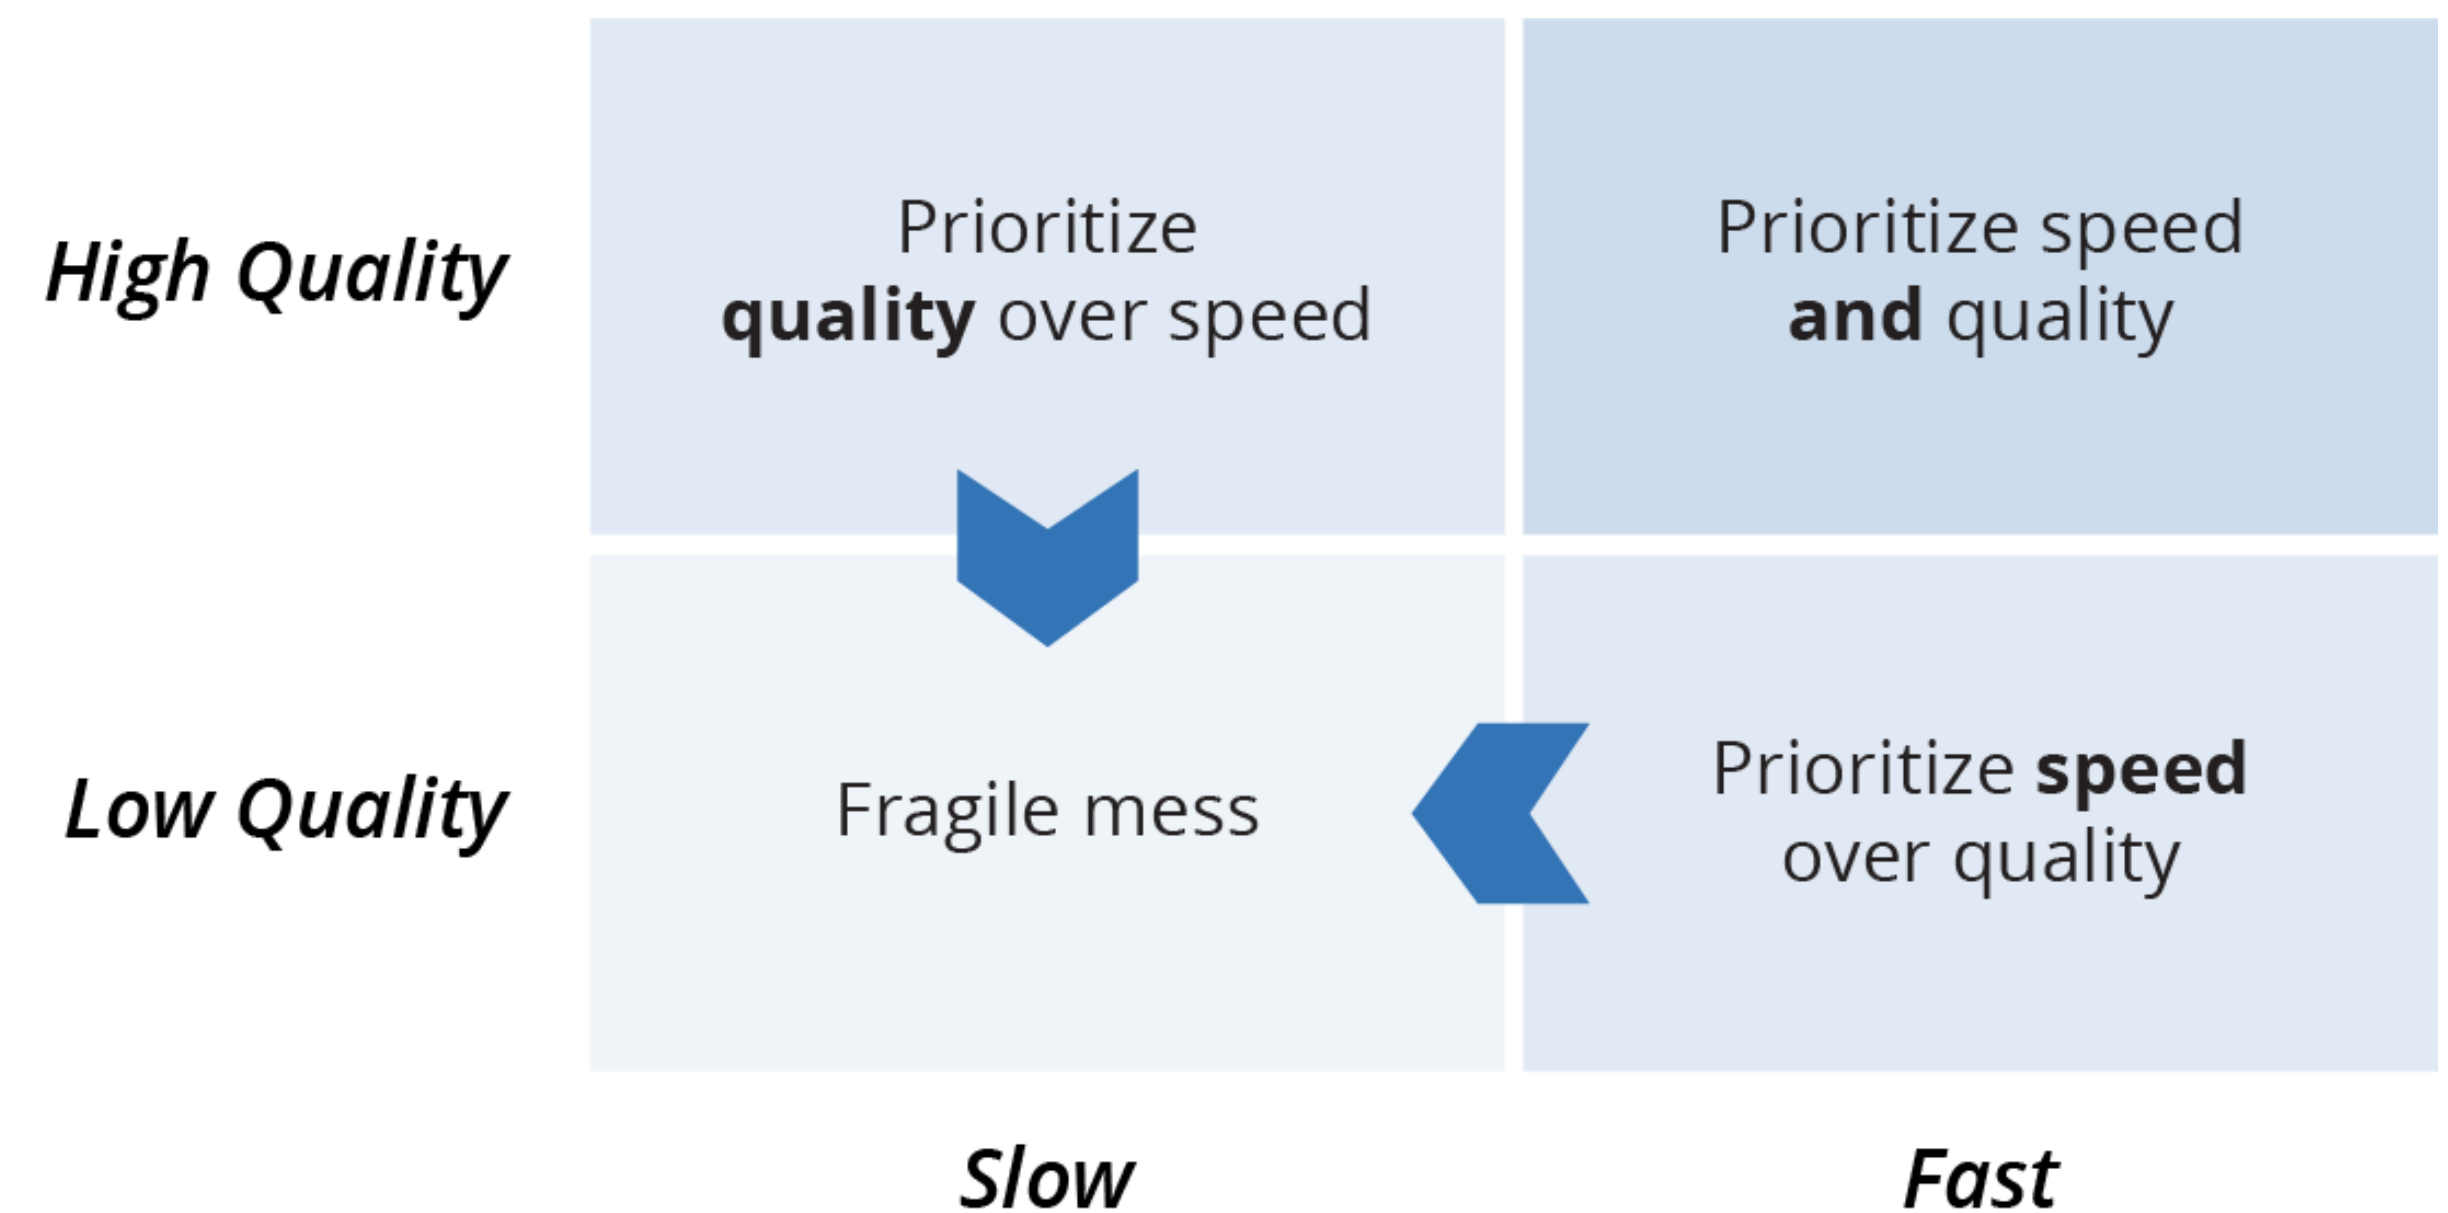 High Quality
Prioritize
quality over speed
Prioritize speed
and quality
Low Quality
Fragile mess
Prioritize speed
over quality
Slow
Fast